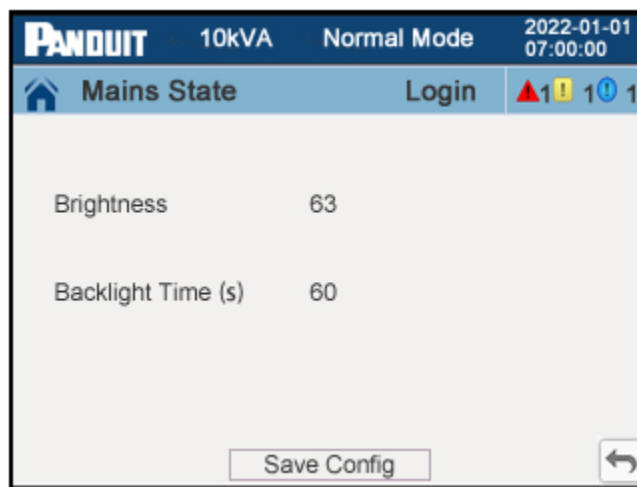 PANDUIT 10kVA Normal Mode 2022-01-01
07:00:00
Mains State Login 1 ! 1 ! 1
Brightness 63
Backlight Time (s) 60
Save Config